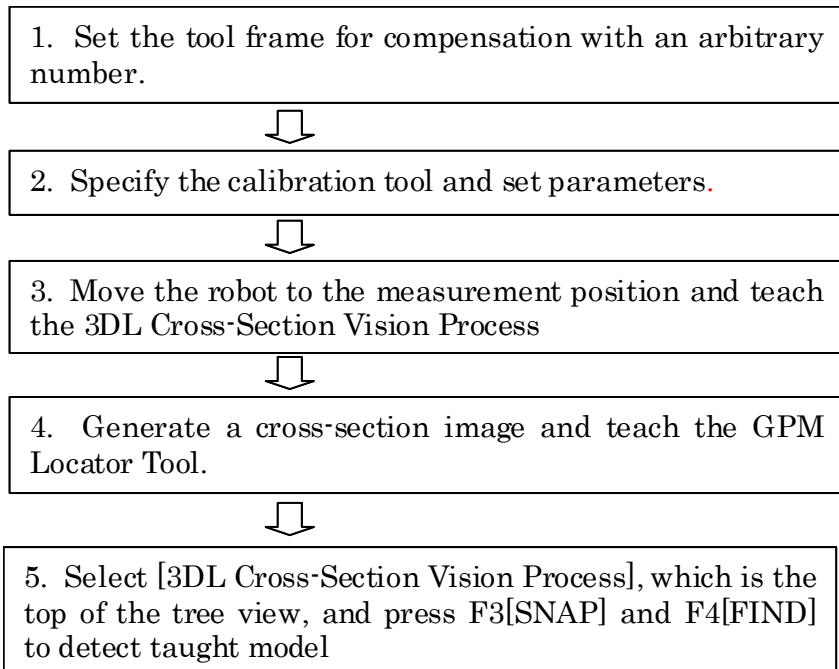 1. Set the tool frame for compensation with an arbitrary
number.
2. Specify the calibration tool and set parameters.
3. Move the robot to the measurement position and teach
the 3DL Cross-Section Vision Process
4. Generate a cross-section image and teach the GPM
Locator Tool.
5. Select [3DL Cross-Section Vision Process], which is the
top of the tree view, and press F3[SNAP] and F4[FIND]
to detect taught model